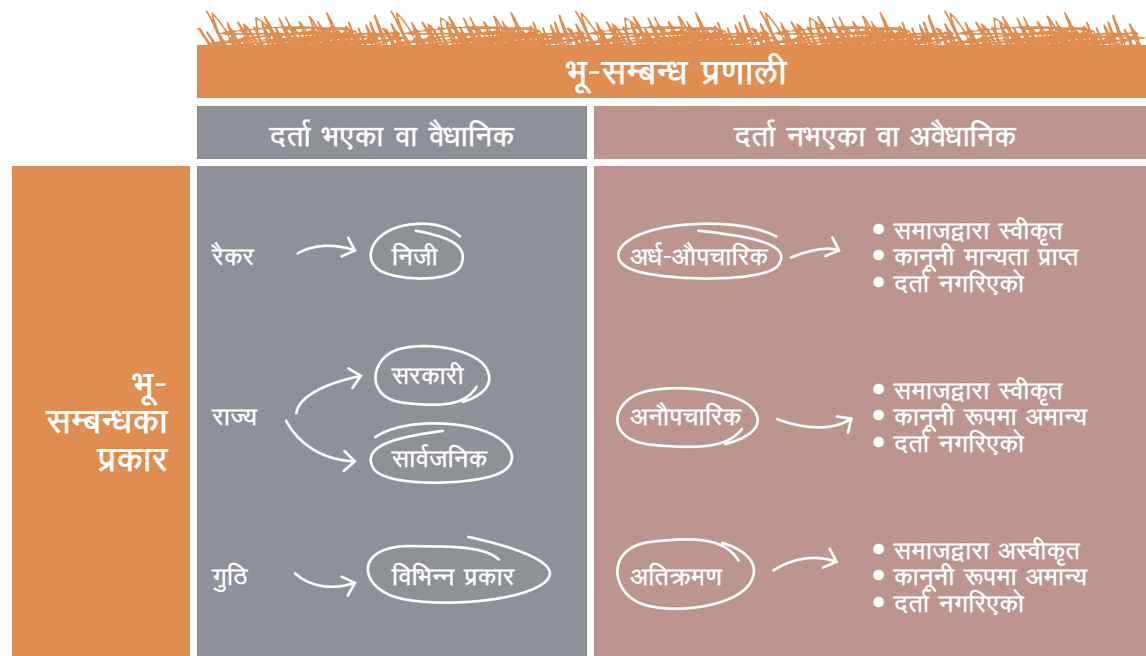 भू-सम्बन्ध प्रणाली
दर्ता भएका वा वैधानिक
दर्ता नभएका वा अवैधानिक
भू-
सम्बन्धका
प्रकार
रैकर
निजी
राज्य
सरकारी
सार्वजनिक
गुठि
विभिन्न प्रकार
अर्ध-औपचारिक
• समाजद्वारा स्वीकृत
• कानूनी मान्यता प्राप्त
• दर्ता नगरिएको
अनौपचारिक
• समाजद्वारा स्वीकृत
• कानूनी रूपमा अमान्य
• दर्ता नगरिएको
अतिक्रमण
• समाजद्वारा अस्वीकृत
• कानूनी रूपमा अमान्य
• दर्ता नगरिएको